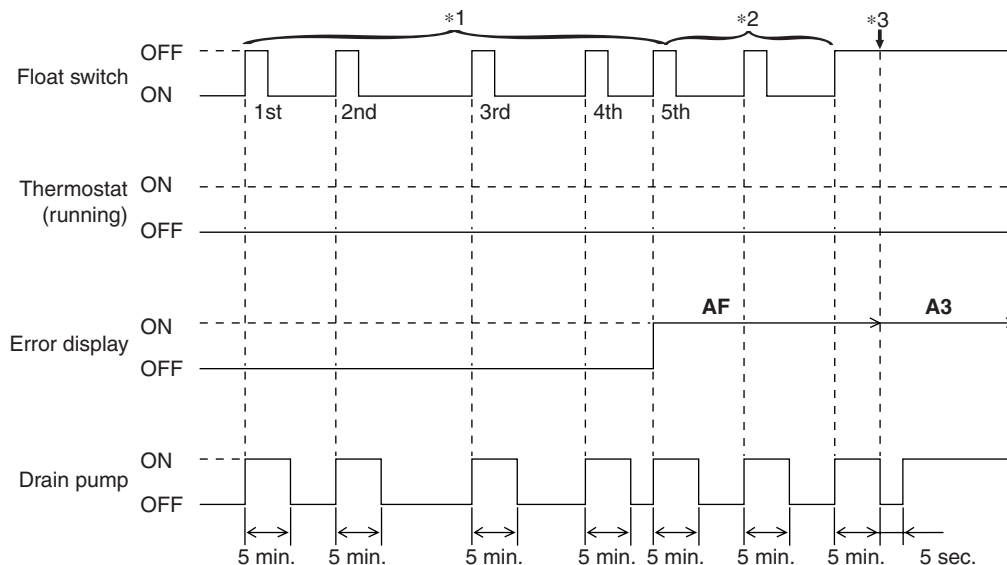 *1 *2 *3
OFF
Float switch
ON
1st 2nd 3rd 4th 5th
Thermostat ON
(running)
OFF
AF A3
ON
Error display
OFF
ON
Drain pump
OFF
5 min. 5 min. 5 min. 5 min. 5 min. 5 min. 5 min. 5 sec.